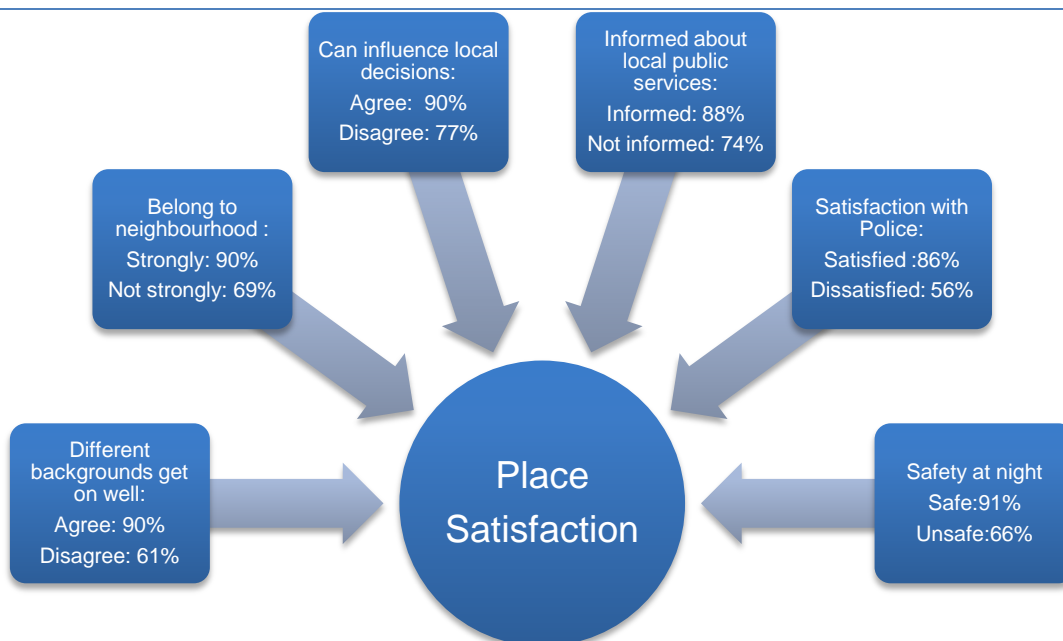 Can influence local
decisions:
Agree:  90%
Disagree: 77%
Informed about
local public
services:
Informed: 88%
Not informed: 74%
Belong to
neighbourhood :
Strongly: 90%
Not strongly: 69%
Satisfaction with
Police:
Satisfied :86%
Dissatisfied: 56%
Different
backgrounds get
on well:
Agree: 90%
Disagree: 61%
Place
Satisfaction
Safety at night
Safe:91%
Unsafe:66%